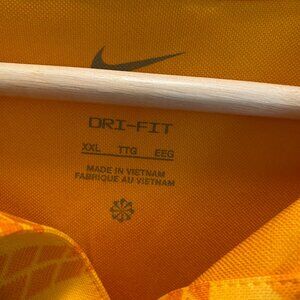 DRI-FIT
XXL TTG EEG
MADE IN VIETNAM
FABRIQUE AU VIETNAM